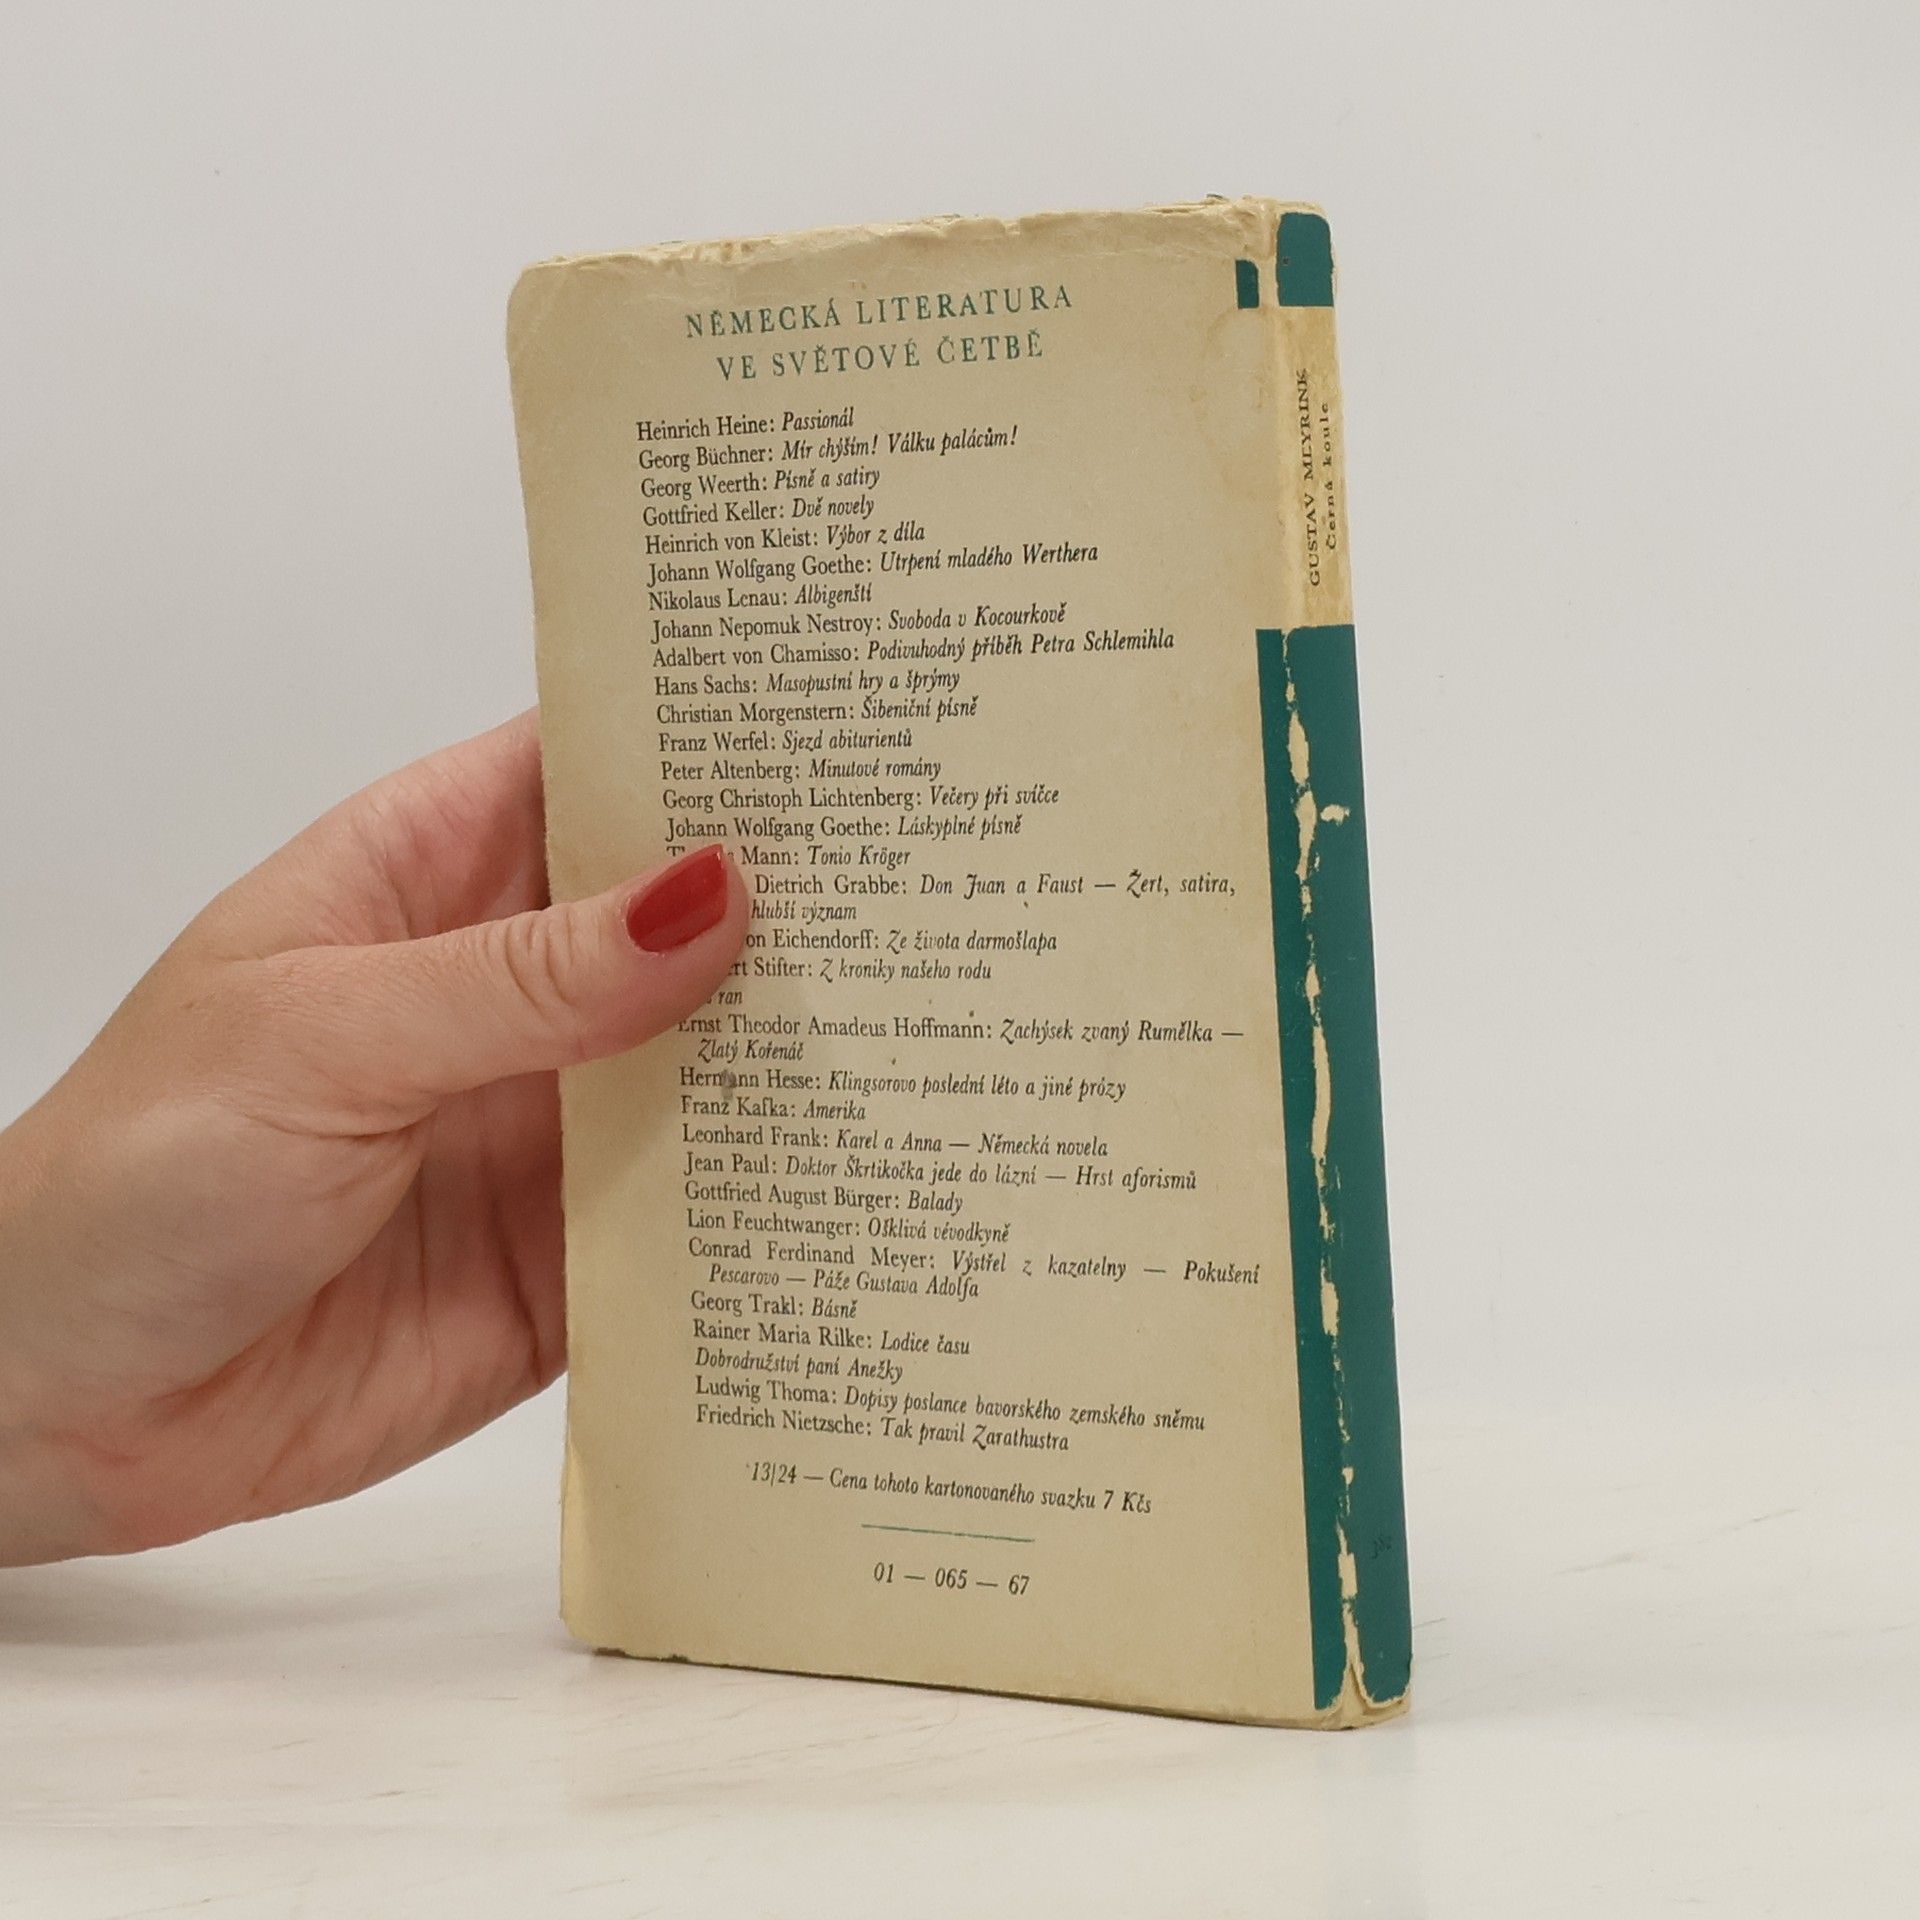 NĚMECKÁ LITERATURA
VE SVĚTOVÉ ČETBĚ
Heinrich Heine: Passionál
Georg Büchner: Mír chýším! Válku palácům!
Georg Weerth: Písně a satiry
Gottfried Keller: Dvě novely
Heinrich von Kleist: Výbor z díla
Johann Wolfgang Goethe: Utrpení mladého Werthera
Nikolaus Lenau: Albigenští
Johann Nepomuk Nestroy: Svoboda v Kocourkově
Adalbert von Chamisso: Podivuhodný příběh Petra Schlemihla
Hans Sachs: Masopustní hry a šprýmy
Christian Morgenstern: Šibeniční písně
Franz Werfel: Sjezd abiturientů
Peter Altenberg: Minutové romány
Georg Christoph Lichtenberg: Večery při svíčce
Johann Wolfgang Goethe: Láskyplné písně
Mann: Tonio Kröger
Dietrich Grabbe: Don Juan a Faust — Žert, satira,
hlubší význam
Eichendorff: Ze života darmošlapa
Stifter: Z kroniky našeho rodu
ran
Ernst Theodor Amadeus Hoffmann: Zachýsek zvaný Rumělka —
Zlatý Kořenáč
Hermann Hesse: Klingsorovo poslední léto a jiné prózy
Franz Kafka: Amerika
Leonhard Frank: Karel a Anna — Německá novela
Jean Paul: Doktor Škrtikočka jede do lázní — Hrst aforismů
Gottfried August Bürger: Balady
Lion Feuchtwanger: Ošklivá vévodkyně
Conrad Ferdinand Meyer: Výstřel z kazatelny — Pokušení
Pescarovo — Páže Gustava Adolfa
Georg Trakl: Básně
Rainer Maria Rilke: Lodice času
Dobrodružství paní Anežky
Ludwig Thoma: Dopisy poslance bavorského zemského sněmu
Friedrich Nietzsche: Tak pravil Zarathustra
13/24 — Cena tohoto kartonovaného svazku 7 Kčs
01 — 065 — 67
GUSTAV MEYRINK
Černá koule